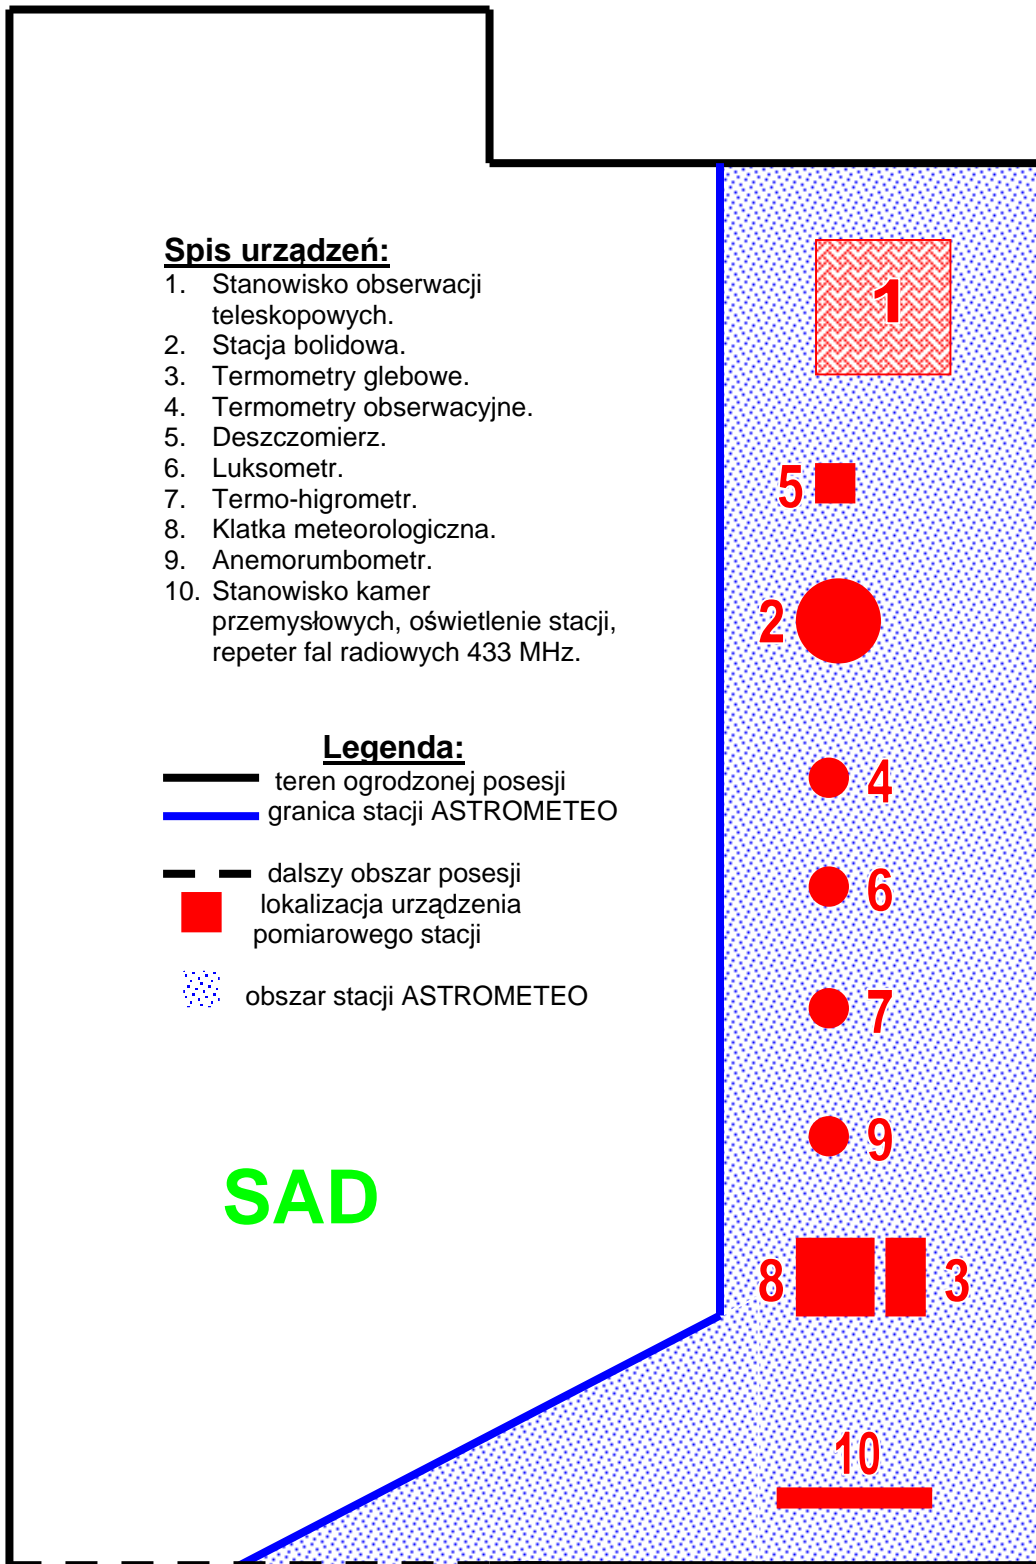 Spis urządzeń:
1. Stanowisko obserwacji
teleskopowych.
2. Stacja bolidowa.
3. Termometry glebowe.
4. Termometry obserwacyjne.
5. Deszczomierz.
6. Luksometr.
7. Termo-higrometr.
8. Klatka meteorologiczna.
9. Anemorumbometr.
10. Stanowisko kamer
przemysłowych, oświetlenie stacji,
repeter fal radiowych 433 MHz.
Legenda:
teren ogrodzonej posesji
granica stacji ASTROMETEO
dalszy obszar posesji
lokalizacja urządzenia
pomiarowego stacji
obszar stacji ASTROMETEO
SAD
1
5
2
4
6
7
9
8 3
10